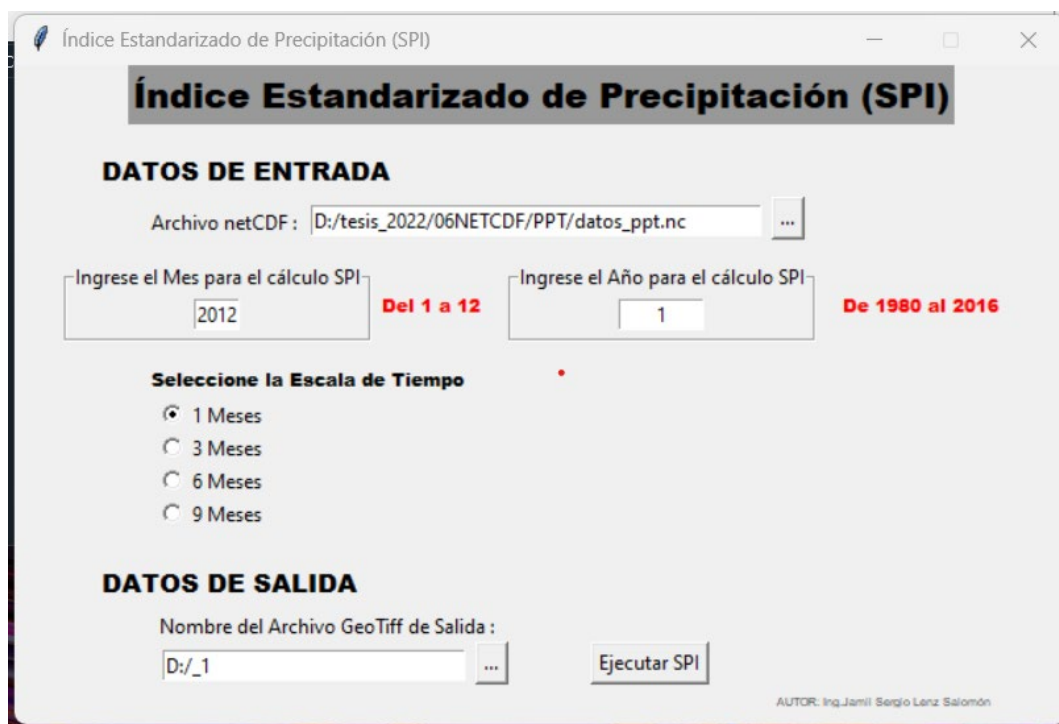 Índice Estandarizado de Precipitación (SPI)
Índice Estandarizado de Precipitación (SPI)
DATOS DE ENTRADA
Archivo netCDF : D:/tesis_2022/06NETCDF/PPT/datos_ppt.nc ...
Ingrese el Mes para el cálculo SPI Ingrese el Año para el cálculo SPI
2012 Del 1 a 12 1 De 1980 al 2016
Seleccione la Escala de Tiempo
1 Meses
3 Meses
6 Meses
9 Meses
DATOS DE SALIDA
Nombre del Archivo GeoTiff de Salida :
D:/_1 ... Ejecutar SPI
AUTOR: Ing.Jamil Sergio Lenz Salomón